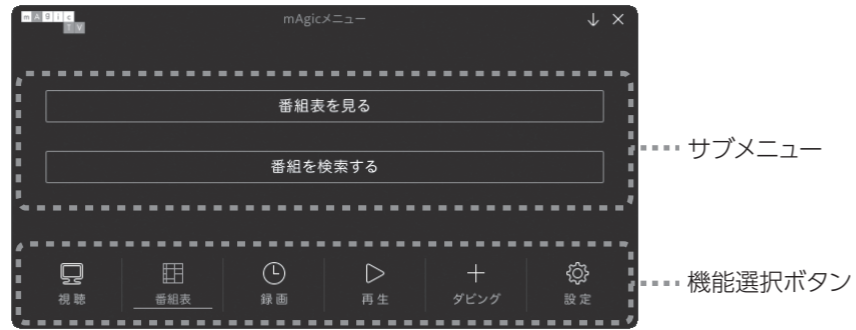 mAgic
TV
mAgicメニュー
番組表を見る
番組を検索する
サブメニュー
視聴
番組表
録画
再生
ダビング
設定
機能選択ボタン